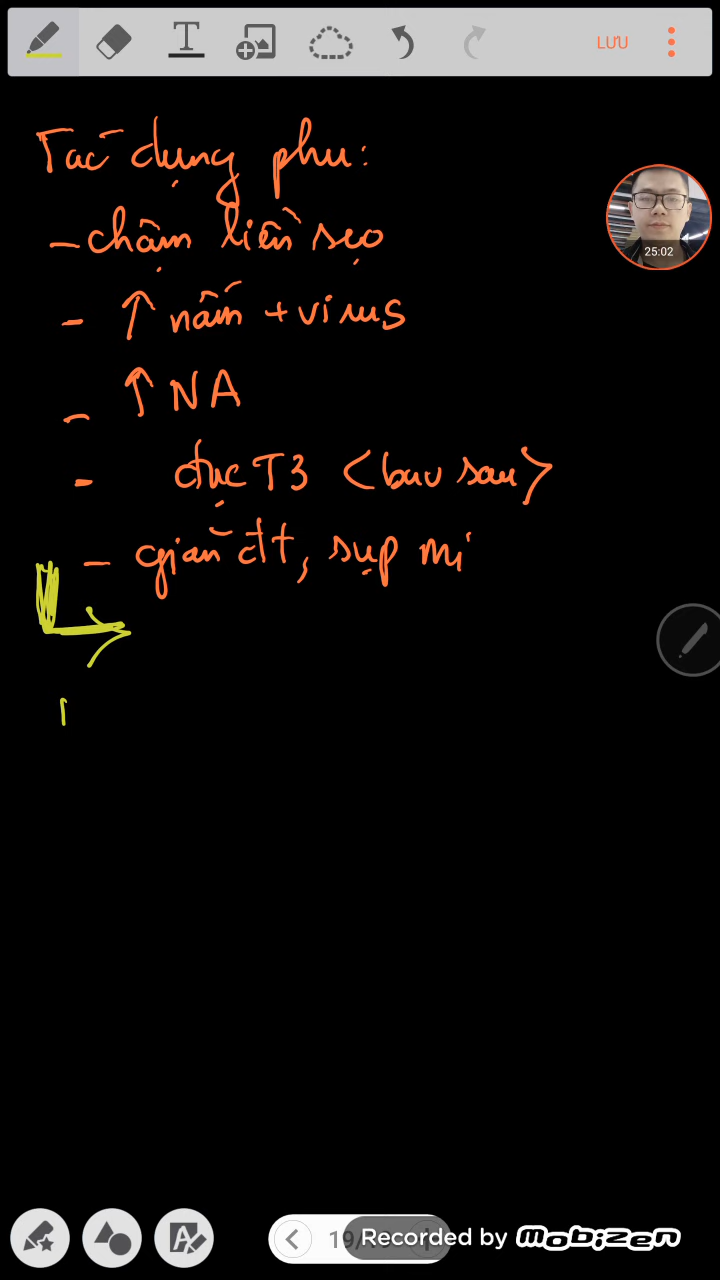 T
LƯU
Tác dụng phụ:
25:02
- chậm liền sẹo
- ↑ nấm + virus
- ↑ NA
- đục T3 <bao sau>
- giãn đt, sụp mi
A
19
Recorded by mobizen